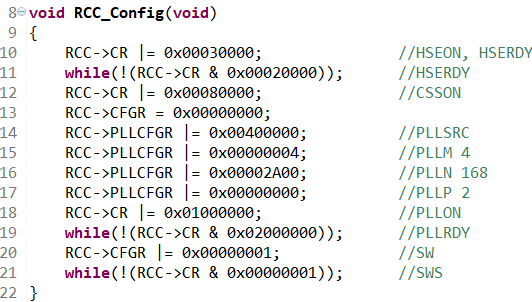 8 void RCC_Config(void)
9 {
10 RCC->CR |= 0x00030000; //HSEON, HSERDY
11 while(!(RCC->CR & 0x00020000)); //HSERDY
12 RCC->CR |= 0x00080000; //CSSON
13 RCC->CFGR = 0x00000000;
14 RCC->PLLCFGR |= 0x00400000; //PLLSRC
15 RCC->PLLCFGR |= 0x00000004; //PLLM 4
16 RCC->PLLCFGR |= 0x00002A00; //PLLN 168
17 RCC->PLLCFGR |= 0x00000000; //PLLP 2
18 RCC->CR |= 0x01000000; //PLLON
19 while(!(RCC->CR & 0x02000000)); //PLLRDY
20 RCC->CFGR |= 0x00000001; //SW
21 while(!(RCC->CR & 0x00000001)); //SWS
22 }